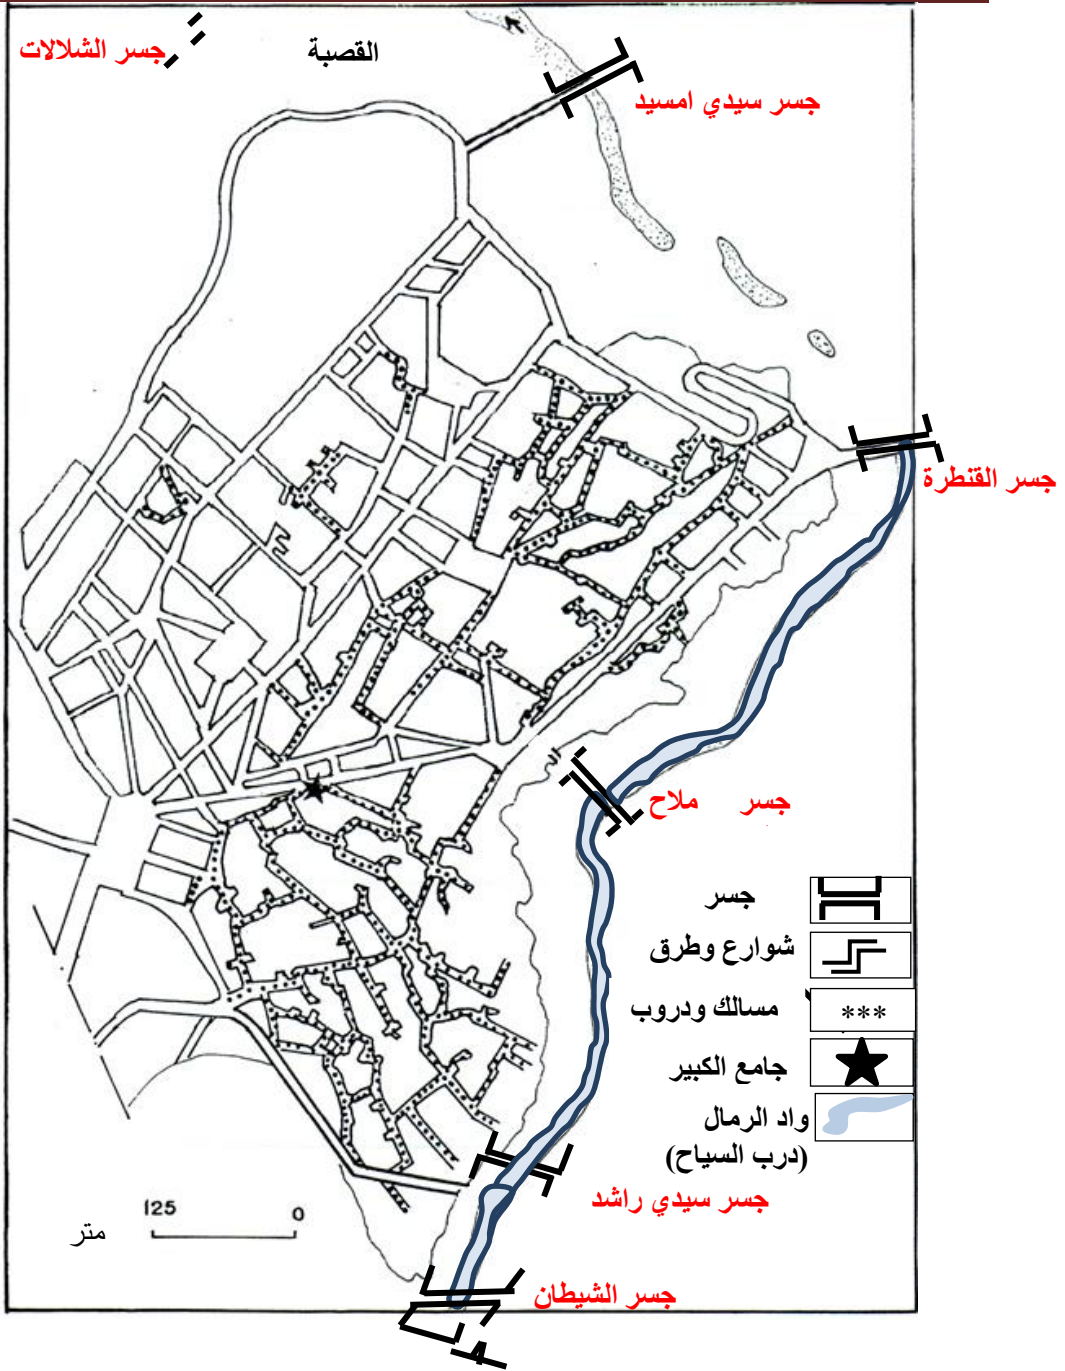 جسر الشلالات
القصبة
جسر سيدي امسيد
جسر القنطرة
جسر ملاح
جسر
شوارع وطرق
مسالك ودروب
***
جامع الكبير
واد الرمال
(درب السياح)
جسر سيدي راشد
125 0
متر
جسر الشيطان